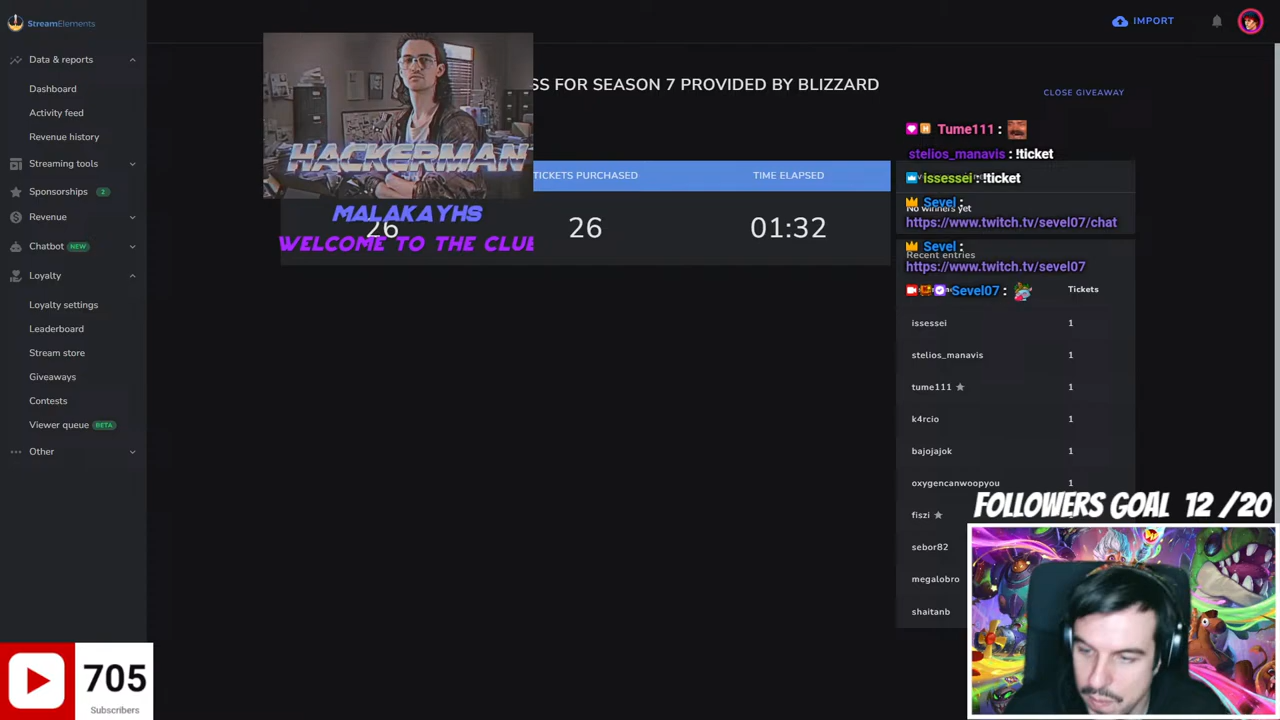 StreamElements
IMPORT
Data & reports
Dashboard
Activity feed
Revenue history
Streaming tools
Sponsorships 2
Revenue
Chatbot NEW
Loyalty
Loyalty settings
Leaderboard
Stream store
Giveaways
Contests
Viewer queue BETA
Other
SS FOR SEASON 7 PROVIDED BY BLIZZARD
CLOSE GIVEAWAY
HACKERMAN
MALAKAYHS
WELCOME TO THE CLUB
TICKETS PURCHASED
TIME ELAPSED
26
26
01:32
Tume111 :
stelios_manavis : !ticket
issessei : !ticket
Sevel :
No winners yet
https://www.twitch.tv/sevel07/chat
Sevel :
Recent entries
https://www.twitch.tv/sevel07
Sevel07 :
Tickets
issessei 1
stelios_manavis 1
tume111 1
k4rcio 1
bajojajok 1
oxygencanwoopyou 1
fiszi
sebor82
megalobro
shaitanb
FOLLOWERS GOAL 12 /20
705
Subscribers